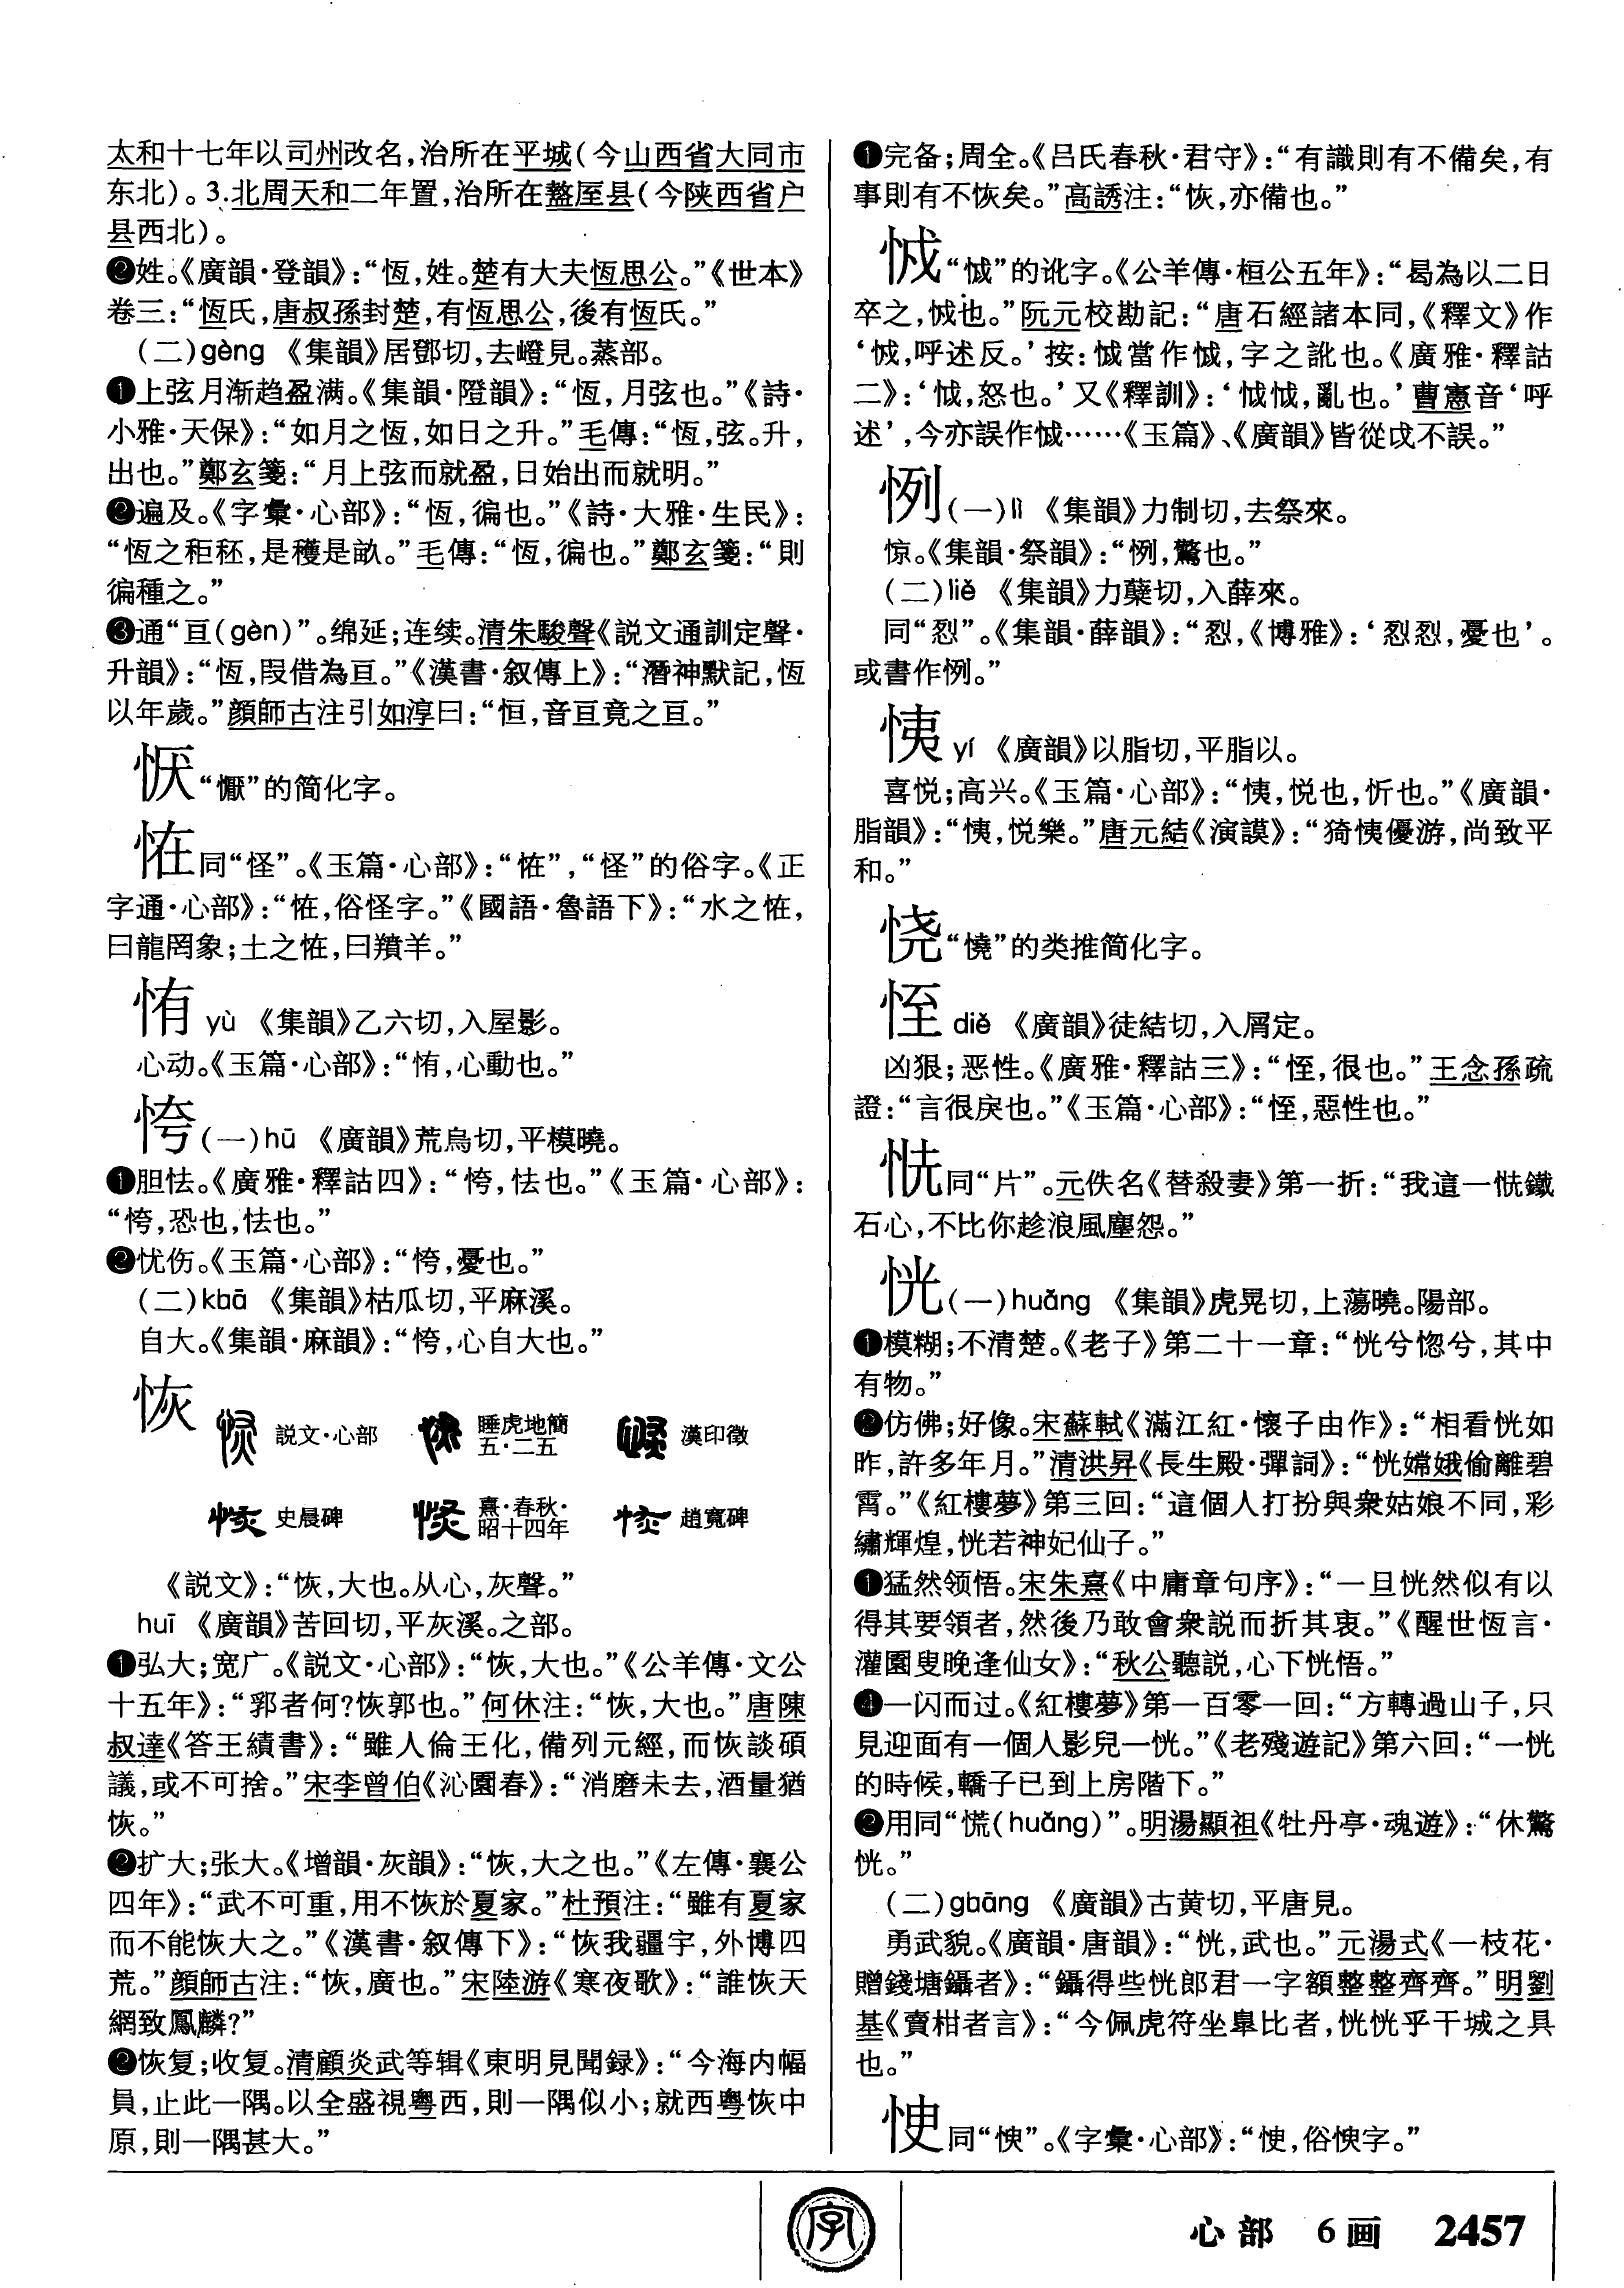 太和十七年以司州改名,治所在平城(今山西省大同市
东北)。3.北周天和二年置,治所在盩厔县(今陕西省户
县西北)。
❷姓。《廣韻·登韻》:“恆,姓。楚有大夫恆思公。”《世本》
卷三:“恆氏,唐叔孫封楚,有恆思公,後有恆氏。”
(二)gèng 《集韻》居鄧切,去嶝見。蒸部。
❶上弦月渐趋盈满。《集韻·隥韻》:“恆,月弦也。”《詩·
小雅·天保》:“如月之恆,如日之升。”毛傳:“恆,弦。升,
出也。”鄭玄箋:“月上弦而就盈,日始出而就明。”
❷遍及。《字彙·心部》:“恆,徧也。”《詩·大雅·生民》:
“恆之秬秠,是穫是畝。”毛傳:“恆,徧也。”鄭玄箋:“則
徧種之。”
❸通“亘(gèn)”。绵延;连续。清朱駿聲《説文通訓定聲·
升韻》:“恆,叚借為亘。”《漢書·叙傳上》:“潛神默記,恆
以年歲。”顔師古注引如淳曰:“恒,音亘竟之亘。”
恹“懨”的简化字。
恠同“怪”。《玉篇·心部》:“恠”,“怪”的俗字。《正
字通·心部》:“恠,俗怪字。”《國語·魯語下》:“水之恠,
曰龍罔象;土之恠,曰羵羊。”
恀 yù 《集韻》乙六切,入屋影。
心动。《玉篇·心部》:“㤢,心動也。”
恗(一)hū 《廣韻》荒烏切,平模曉。
❶胆怯。《廣雅·釋詁四》:“恗,怯也。”《玉篇·心部》:
“恗,恐也,怯也。”
❷忧伤。《玉篇·心部》:“恗,憂也。”
(二)kuā 《集韻》枯瓜切,平麻溪。
自大。《集韻·麻韻》:“恗,心自大也。”
恢 説文·心部 睡虎地簡五·二五 漢印徵
史晨碑 熹·春秋·昭十四年 趙寬碑
《説文》:“恢,大也。从心,灰聲。”
huī 《廣韻》苦回切,平灰溪。之部。
❶弘大;宽广。《説文·心部》:“恢,大也。”《公羊傳·文公
十五年》:“郛者何?恢郭也。”何休注:“恢,大也。”唐陳
叔達《答王績書》:“雖人倫王化,備列元經,而恢談碩
議,或不可捨。”宋李曾伯《沁園春》:“消磨未去,酒量猶
恢。”
❷扩大;张大。《增韻·灰韻》:“恢,大之也。”《左傳·襄公
四年》:“武不可重,用不恢於夏家。”杜預注:“雖有夏家
而不能恢大之。”《漢書·叙傳下》:“恢我疆宇,外博四
荒。”顔師古注:“恢,廣也。”宋陸游《寒夜歌》:“誰恢天
網致鳳麟?”
❷恢复;收复。清顧炎武等辑《東明見聞録》:“今海内幅
員,止此一隅。以全盛視粤西,則一隅似小;就西粤恢中
原,則一隅甚大。”
❶完备;周全。《吕氏春秋·君守》:“有識則有不備矣,有
事則有不恢矣。”高誘注:“恢,亦備也。”
㤜“怴”的讹字。《公羊傳·桓公五年》:“曷為以二日
卒之,㤜也。”阮元校勘記:“唐石經諸本同,《釋文》作
‘㤜,呼述反。’按:㤜當作怴,字之訛也。《廣雅·釋詁
二》:‘怴,怒也。’又《釋訓》:‘怴怴,亂也。’曹憲音‘呼
述’,今亦誤作㤜……《玉篇》、《廣韻》皆從戉不誤。”
㤡(一)lì 《集韻》力制切,去祭來。
惊。《集韻·祭韻》:“㤡,驚也。”
(二)liě 《集韻》力蘖切,入薛來。
同“烮”。《集韻·薛韻》:“㤠,《博雅》:‘㤠㤠,憂也’。
或書作㤡。”
恞 yí 《廣韻》以脂切,平脂以。
喜悦;高兴。《玉篇·心部》:“恞,悦也,忻也。”《廣韻·
脂韻》:“恞,悦樂。”唐元結《演謨》:“猗恞優游,尚致平
和。”
㤭“憢”的类推简化字。
恎 diě 《廣韻》徒結切,入屑定。
凶狠;恶性。《廣雅·釋詁三》:“恎,很也。”王念孫疏
證:“言很戾也。”《玉篇·心部》:“恎,惡性也。”
㤥同“片”。元佚名《替殺妻》第一折:“我這一㤥鐵
石心,不比你趁浪風塵怨。”
恍(一)huǎng 《集韻》虎晃切,上蕩曉。陽部。
❶模糊;不清楚。《老子》第二十一章:“恍兮惚兮,其中
有物。”
❷仿佛;好像。宋蘇軾《滿江紅·懷子由作》:“相看恍如
昨,許多年月。”清洪昇《長生殿·彈詞》:“恍嫦娥偷離碧
霄。”《紅樓夢》第三回:“這個人打扮與衆姑娘不同,彩
繡輝煌,恍若神妃仙子。”
❶猛然领悟。宋朱熹《中庸章句序》:“一旦恍然似有以
得其要領者,然後乃敢會衆説而折其衷。”《醒世恆言·
灌園叟晚逢仙女》:“秋公聽説,心下恍悟。”
❹一闪而过。《紅樓夢》第一百零一回:“方轉過山子,只
見迎面有一個人影兒一恍。”《老殘遊記》第六回:“一恍
的時候,轎子已到上房階下。”
❷用同“慌(huāng)”。明湯顯祖《牡丹亭·魂遊》:“休驚
恍。”
(二)guāng 《廣韻》古黄切,平唐見。
勇武貌。《廣韻·唐韻》:“恍,武也。”元湯式《一枝花·
贈錢塘鑷者》:“鑷得些恍郎君一字額整整齊齊。”明劉
基《賣柑者言》:“今佩虎符坐皐比者,恍恍乎干城之具
也。”
㤦同“㥥”。《字彙·心部》:“㤦,俗㥥字。”
字
心部 6画 2457